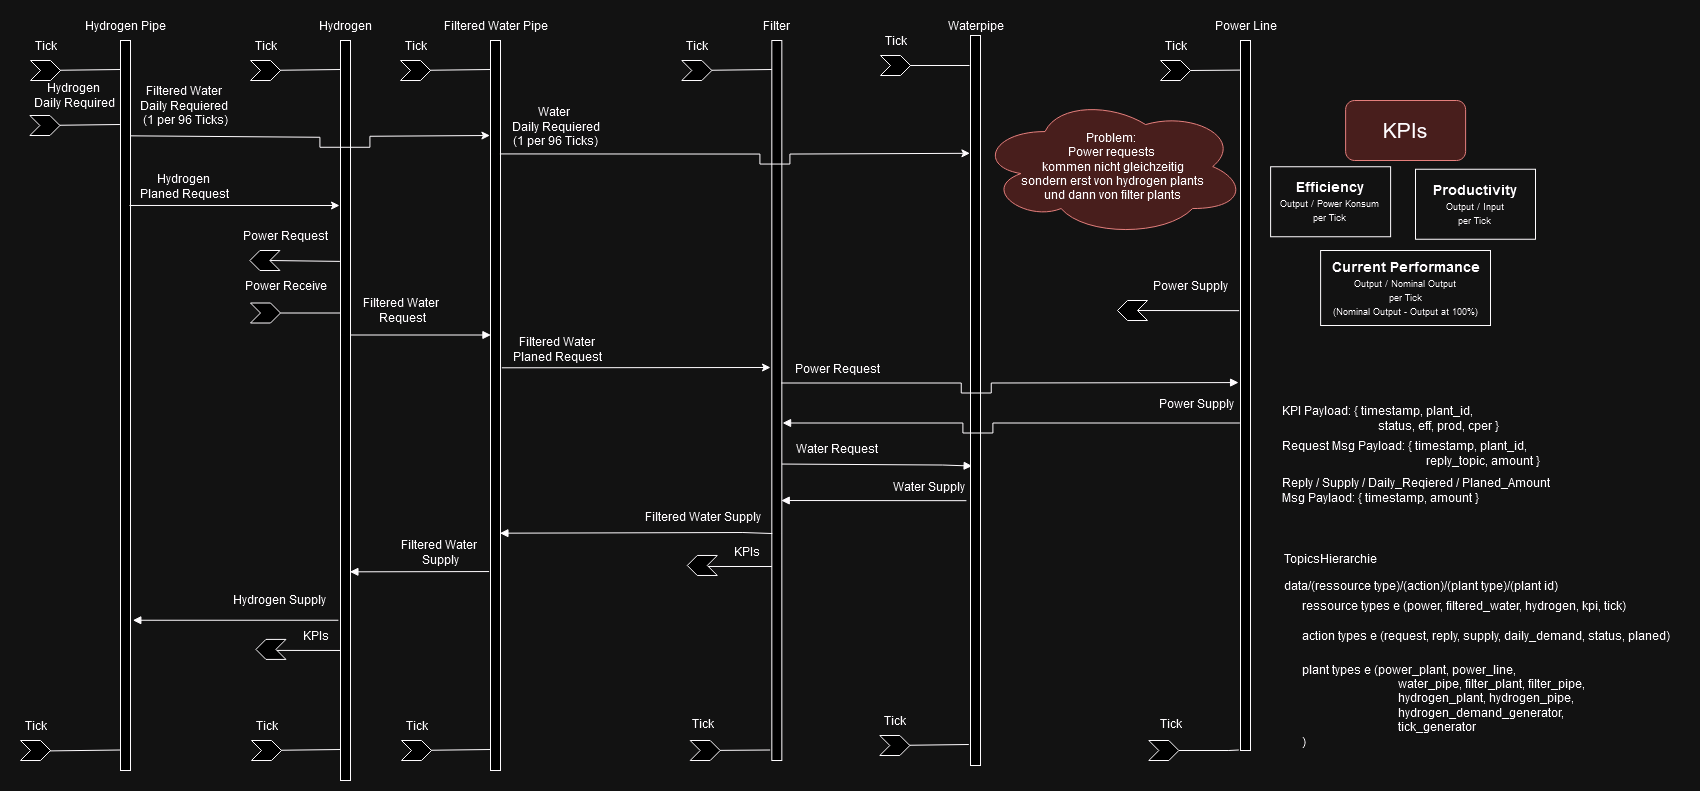 Hydrogen Pipe
Hydrogen
Filtered Water Pipe
Filter
Waterpipe
Power Line
Tick
Tick
Tick
Tick
Tick
Tick
Hydrogen
Daily Required
Filtered Water
Daily Requiered
(1 per 96 Ticks)
Water
Daily Requiered
(1 per 96 Ticks)
Problem:
Power requests
kommen nicht gleichzeitig
sondern erst von hydrogen plants
und dann von filter plants
KPIs
Efficiency
Output / Power Konsum
per Tick
Productivity
Output / Input
per Tick
Current Performance
Output / Nominal Output
per Tick
(Nominal Output - Output at 100%)
Hydrogen
Planed Request
Power Request
Power Receive
Filtered Water
Request
Power Supply
Filtered Water
Planed Request
Power Request
Power Supply
Water Request
Water Supply
Filtered Water Supply
Filtered Water
Supply
KPIs
Hydrogen Supply
KPIs
KPI Payload: { timestamp, plant_id,
status, eff, prod, cper }
Request Msg Payload: { timestamp, plant_id,
reply_topic, amount }
Reply / Supply / Daily_Reqiered / Planed_Amount
Msg Paylaod: { timestamp, amount }
TopicsHierarchie
data/(ressource type)/(action)/(plant type)/(plant id)
ressource types e (power, filtered_water, hydrogen, kpi, tick)
action types e (request, reply, supply, daily_demand, status, planed)
plant types e (power_plant, power_line,
water_pipe, filter_plant, filter_pipe,
hydrogen_plant, hydrogen_pipe,
hydrogen_demand_generator,
tick_generator
)
Tick
Tick
Tick
Tick
Tick
Tick